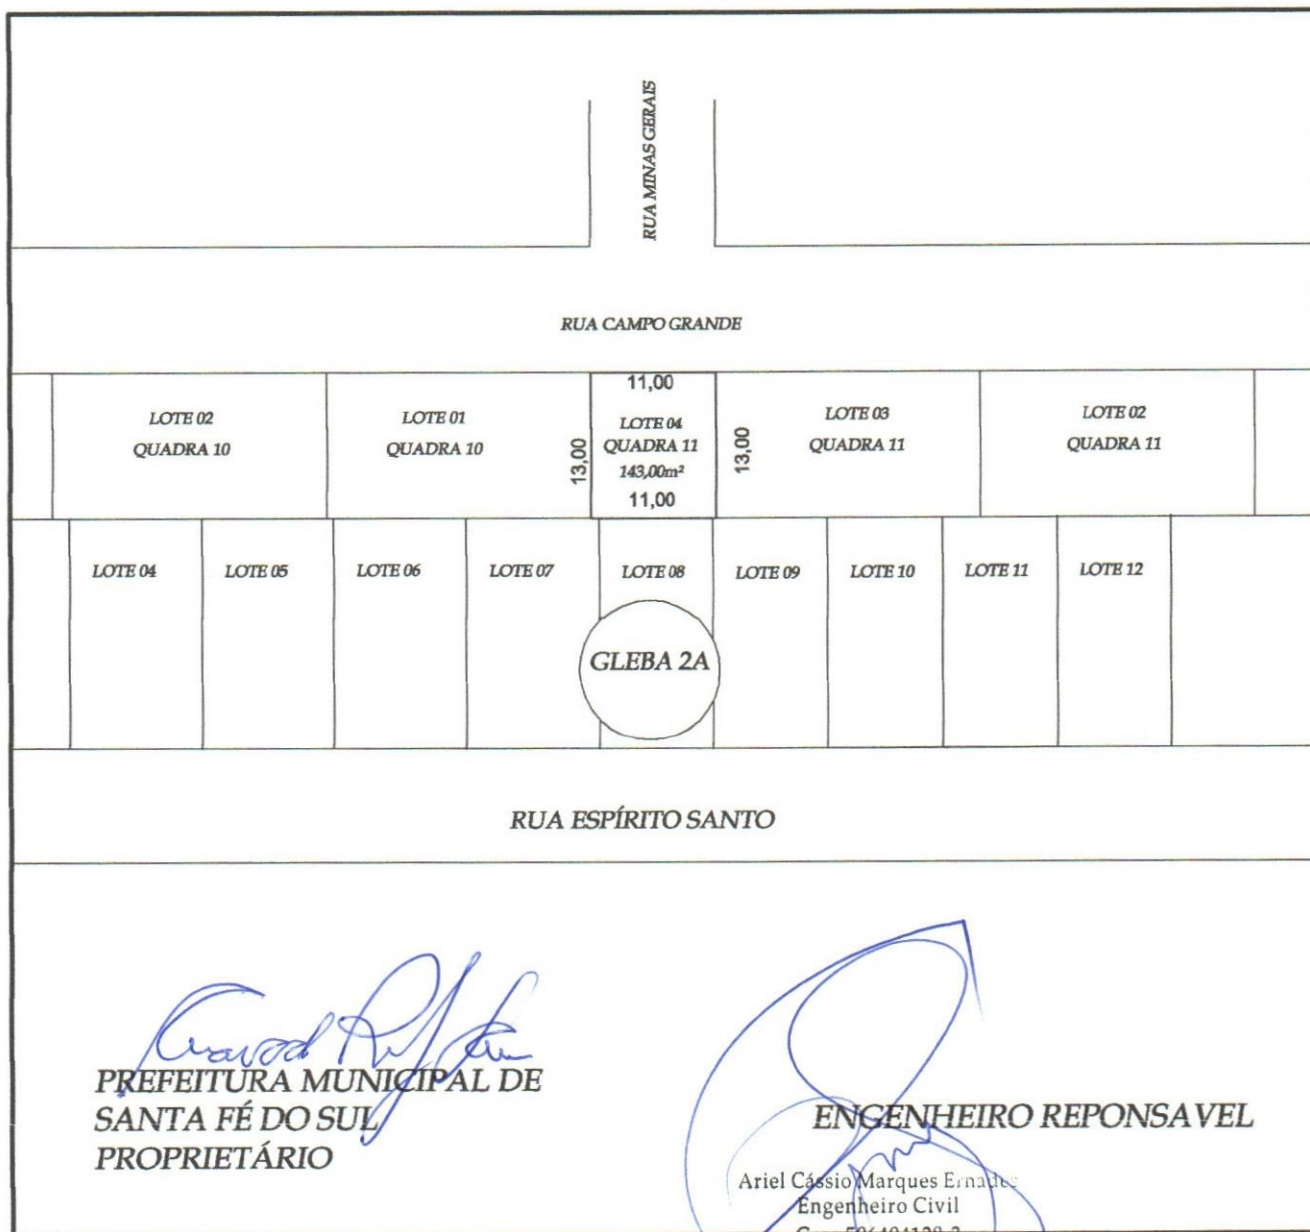 RUA MINAS GERAIS
RUA CAMPO GRANDE
LOTE 02
QUADRA 10
LOTE 01
QUADRA 10
13,00
11,00
LOTE 04
QUADRA 11
143,00m²
11,00
13,00
LOTE 03
QUADRA 11
LOTE 02
QUADRA 11
LOTE 04
LOTE 05
LOTE 06
LOTE 07
LOTE 08
LOTE 09
LOTE 10
LOTE 11
LOTE 12
GLEBA 2A
RUA ESPÍRITO SANTO
PREFEITURA MUNICIPAL DE
SANTA FÉ DO SUL
PROPRIETÁRIO
ENGENHEIRO REPONSAVEL
Ariel Cássio Marques Ernades
Engenheiro Civil